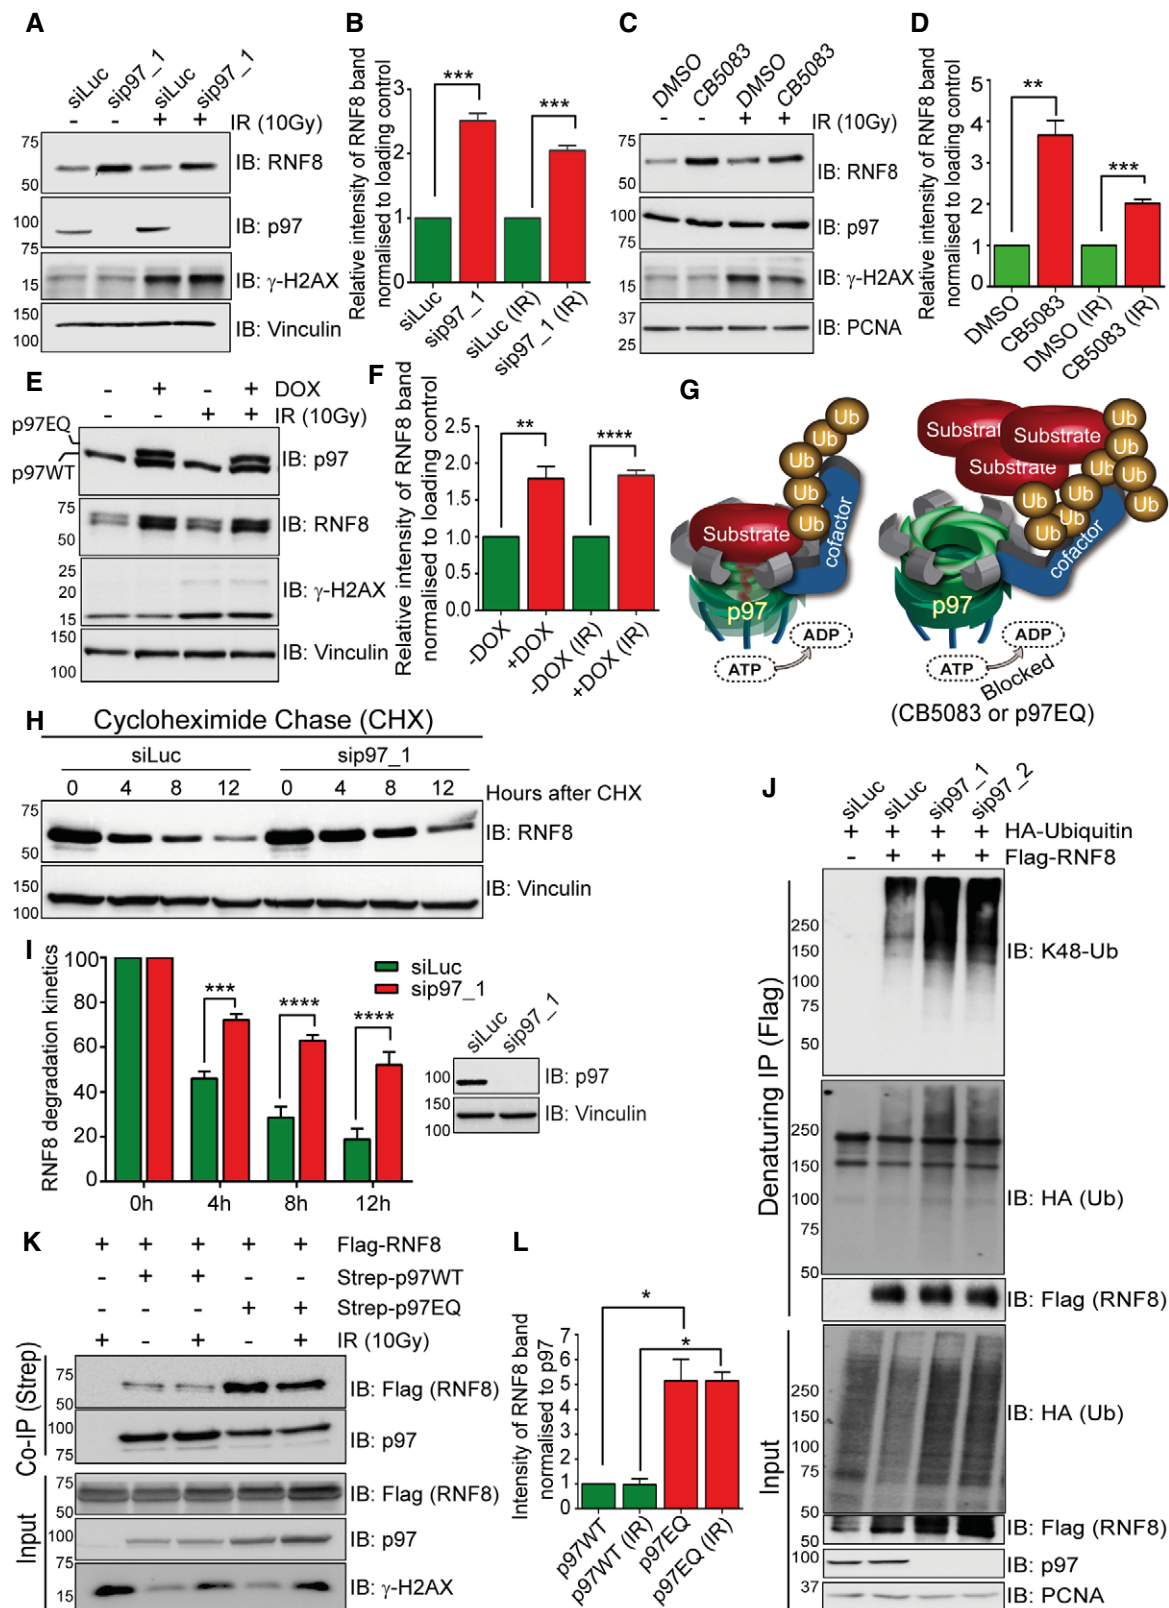 A
siLuc sip97_1 siLuc sip97_1
- - + + IR (10Gy)
75
50
IB: RNF8
100
75
IB: p97
15
IB: γ-H2AX
150
100
IB: Vinculin
B
Relative intensity of RNF8 band
normalised to loading control
3
2
1
0
*** ***
siLuc sip97_1 siLuc (IR) sip97_1 (IR)
C
DMSO CB5083 DMSO CB5083
- - + + IR (10Gy)
75
50
IB: RNF8
100
75
IB: p97
15
IB: γ-H2AX
37
25
IB: PCNA
D
Relative intensity of RNF8 band
normalised to loading control
5
4
3
2
1
0
** ***
DMSO CB5083 DMSO (IR) CB5083 (IR)
E
- + - + DOX
- - + + IR (10Gy)
p97EQ
p97WT
IB: p97
75
50
IB: RNF8
25
20
15
IB: γ-H2AX
150
100
IB: Vinculin
F
Relative intensity of RNF8 band
normalised to loading control
2.5
2.0
1.5
1.0
0.5
0.0
** ****
-DOX +DOX -DOX (IR) +DOX (IR)
G
Ub
Ub
Ub
Ub
Ub
Substrate
cofactor
p97
ATP
ADP
Substrat
Substrate
Substrate
Ub
Ub
Ub
Ub
Ub
Ub
Ub
Ub
Ub
cofactor
p97
ATP
ADP
Blocked
(CB5083 or p97EQ)
H
Cycloheximide Chase (CHX)
siLuc sip97_1
0 4 8 12 0 4 8 12 Hours after CHX
75
50
IB: RNF8
150
100
IB: Vinculin
I
RNF8 degradation kinetics
100
80
60
40
20
0
siLuc
sip97_1
*** **** ****
0h 4h 8h 12h
siLuc sip97_1
100
IB: p97
150
100
IB: Vinculin
J
siLuc siLuc sip97_1 sip97_2
+ + + + HA-Ubiquitin
- + + + Flag-RNF8
Denaturing IP (Flag)
250
150
100
75
50
IB: K48-Ub
250
150
100
75
50
IB: HA (Ub)
IB: Flag (RNF8)
Input
250
150
100
75
50
IB: HA (Ub)
50
IB: Flag (RNF8)
100
IB: p97
37
IB: PCNA
K
+ + + + + Flag-RNF8
- + + - - Strep-p97WT
- - - + + Strep-p97EQ
+ - + - + IR (10Gy)
Co-IP (Strep)
75
50
IB: Flag (RNF8)
100
75
IB: p97
Input
75
50
IB: Flag (RNF8)
100
75
IB: p97
15
IB: γ-H2AX
L
Intensity of RNF8 band
normalised to p97
7
6
5
4
3
2
1
0
* *
p97WT p97WT (IR) p97EQ p97EQ (IR)